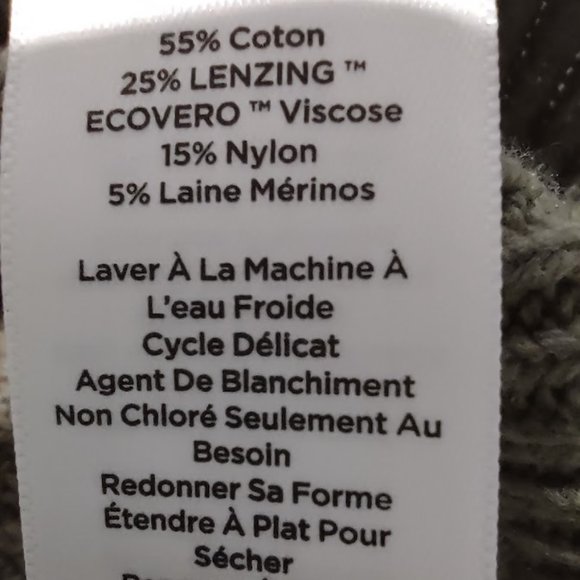 55% Coton
25% LENZING ™
ECOVERO ™ Viscose
15% Nylon
5% Laine Mérinos
Laver À La Machine À
L'eau Froide
Cycle Délicat
Agent De Blanchiment
Non Chloré Seulement Au
Besoin
Redonner Sa Forme
Étendre À Plat Pour
Sécher